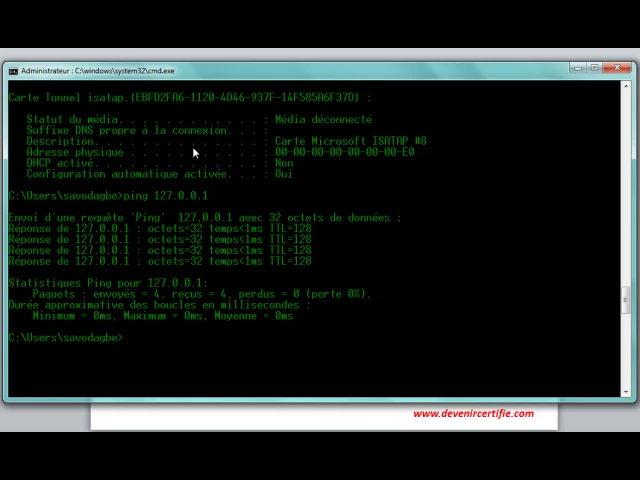 Administrateur : C:\windows\system32\cmd.exe
Carte Tunnel isatap.{EBFD2FA6-1120-4D46-937F-14F585A6F37D} :
Statut du média. . . . . . . . . . . . : Média déconnecté
Suffixe DNS propre à la connexion. . . :
Description. . . . . . . . . . . . . . : Carte Microsoft ISATAP #8
Adresse physique . . . . . . . . . . . : 00-00-00-00-00-00-00-E0
DHCP activé. . . . . . . . . . . . . . : Non
Configuration automatique activée. . . : Oui
C:\Users\savodagbe>ping 127.0.0.1
Envoi d'une requête 'Ping'  127.0.0.1 avec 32 octets de données :
Réponse de 127.0.0.1 : octets=32 temps<1ms TTL=128
Réponse de 127.0.0.1 : octets=32 temps<1ms TTL=128
Réponse de 127.0.0.1 : octets=32 temps<1ms TTL=128
Réponse de 127.0.0.1 : octets=32 temps<1ms TTL=128
Statistiques Ping pour 127.0.0.1:
Paquets : envoyés = 4, reçus = 4, perdus = 0 (perte 0%),
Durée approximative des boucles en millisecondes :
Minimum = 0ms, Maximum = 0ms, Moyenne = 0ms
C:\Users\savodagbe>
www.devenircertifie.com